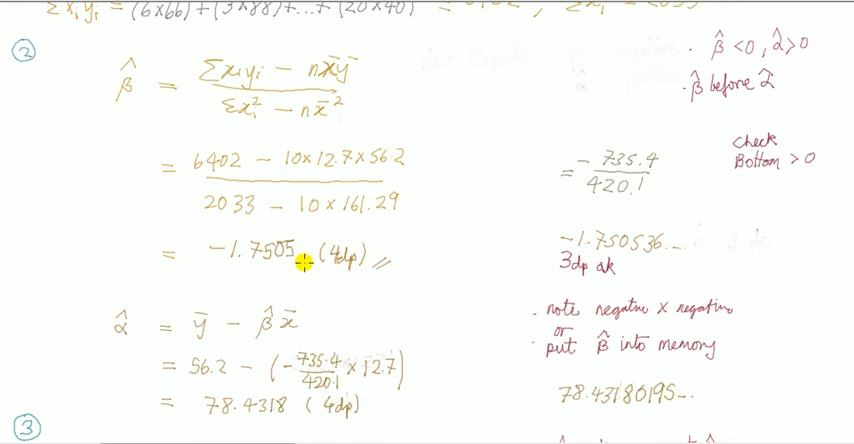 Σxiyi = (6×66)+(3×88)+...+(20×40)
②
β̂ = Σxiyi − nx̄ȳ
Σxi² − nx̄²
= 6402 − 10×12.7×56.2
2033 − 10×161.29
= −1.7505 (4dp) //
α̂ = ȳ − β̂x̄
= 56.2 − (−735.4/420.1 × 12.7)
= 78.4318 (4dp)
③
· β̂ <0, α̂>0
· β̂ before α̂
check
Bottom > 0
= −735.4
420.1
−1.750536...
3dp ok
· note negative × negative
or
· put β̂ into memory
78.43180195...